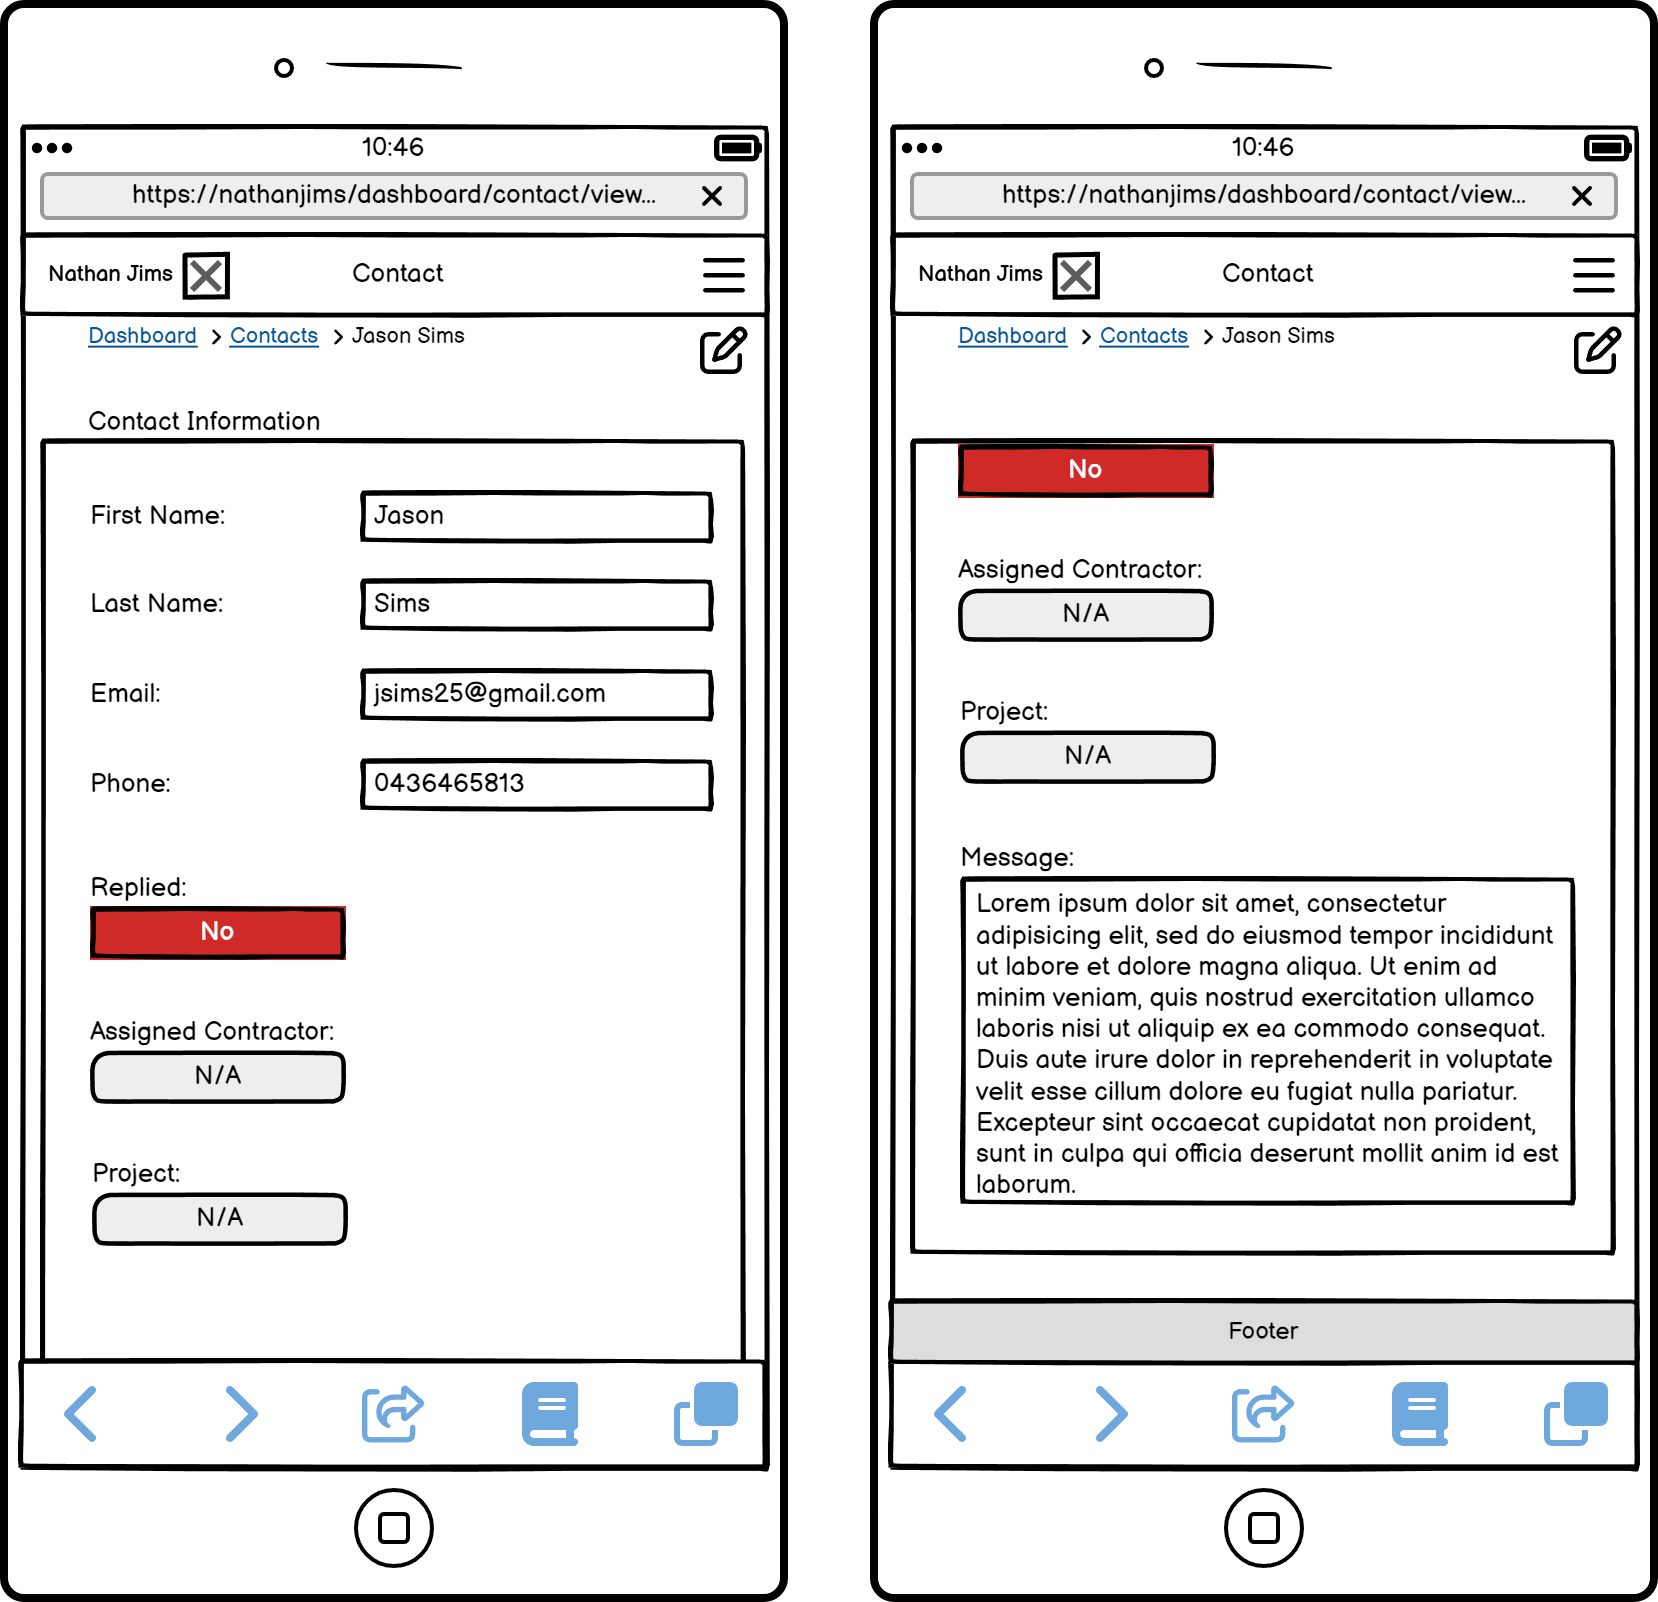 10:46
https://nathanjims/dashboard/contact/view...
Nathan Jims
Contact
Dashboard > Contacts > Jason Sims
Contact Information
First Name: Jason
Last Name: Sims
Email: jsims25@gmail.com
Phone: 0436465813
Replied:
No
Assigned Contractor:
N/A
Project:
N/A
10:46
https://nathanjims/dashboard/contact/view...
Nathan Jims
Contact
Dashboard > Contacts > Jason Sims
No
Assigned Contractor:
N/A
Project:
N/A
Message:
Lorem ipsum dolor sit amet, consectetur
adipisicing elit, sed do eiusmod tempor incididunt
ut labore et dolore magna aliqua. Ut enim ad
minim veniam, quis nostrud exercitation ullamco
laboris nisi ut aliquip ex ea commodo consequat.
Duis aute irure dolor in reprehenderit in voluptate
velit esse cillum dolore eu fugiat nulla pariatur.
Excepteur sint occaecat cupidatat non proident,
sunt in culpa qui officia deserunt mollit anim id est
laborum.
Footer